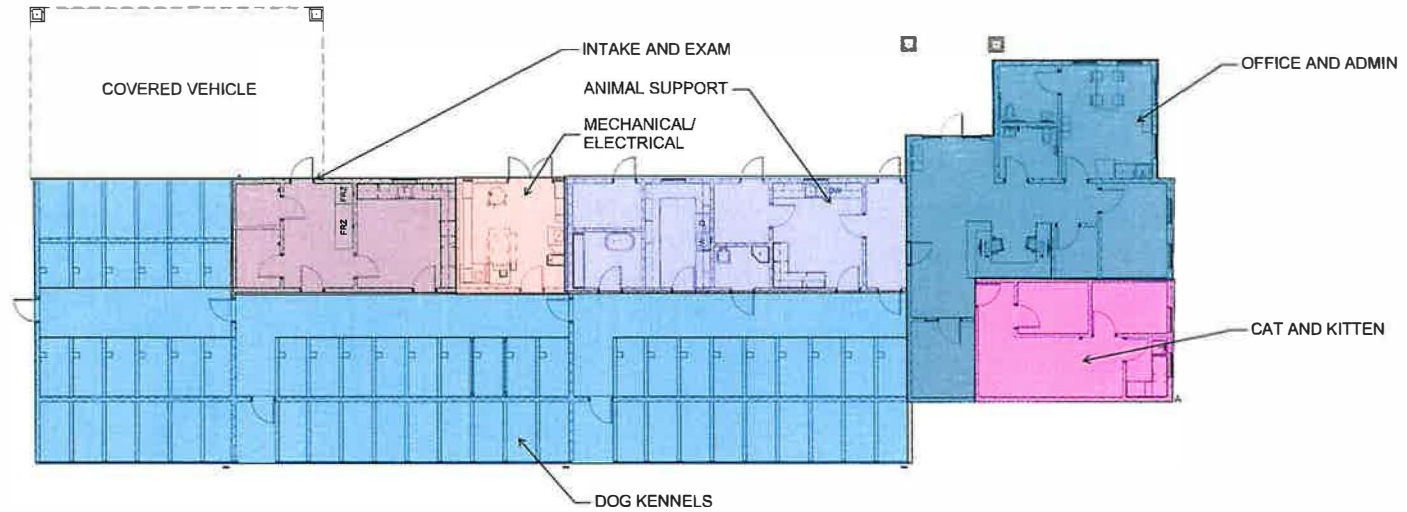 INTAKE AND EXAM
COVERED VEHICLE
ANIMAL SUPPORT
OFFICE AND ADMIN
MECHANICAL/
ELECTRICAL
FRZ
FRZ
DW
CAT AND KITTEN
A
DOG KENNELS